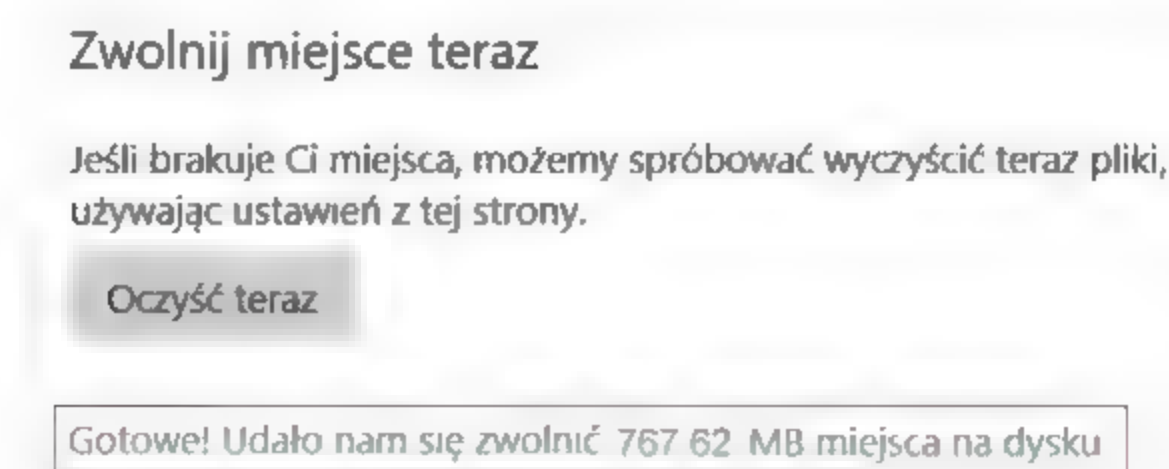 Zwolnij miejsce teraz
Jeśli brakuje Ci miejsca, możemy spróbować wyczyścić teraz pliki,
używając ustawień z tej strony.
Oczyść teraz
Gotowe! Udało nam się zwolnić 767 62 MB miejsca na dysku